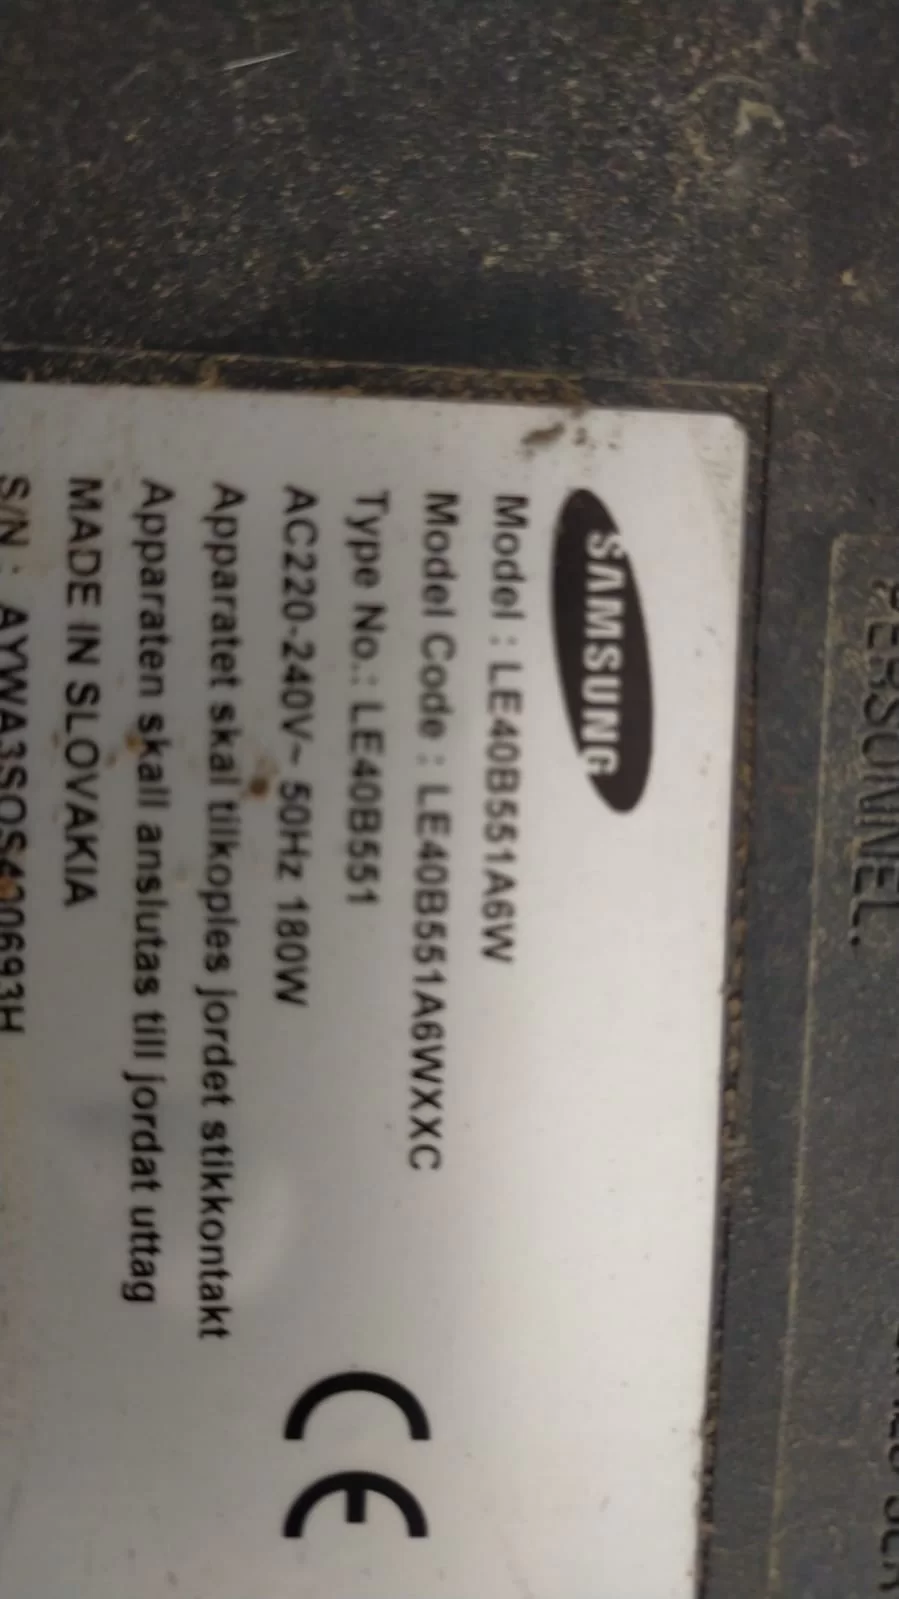 PERSONNEL.
SAMSUNG
Model : LE40B551A6W
Model Code : LE40B551A6WXXC
Type No.: LE40B551
AC220-240V~ 50Hz 180W
Apparatet skal tilkoples jordet stikkontakt
Apparaten skall anslutas till jordat uttag
MADE IN SLOVAKIA
S/N :
CE